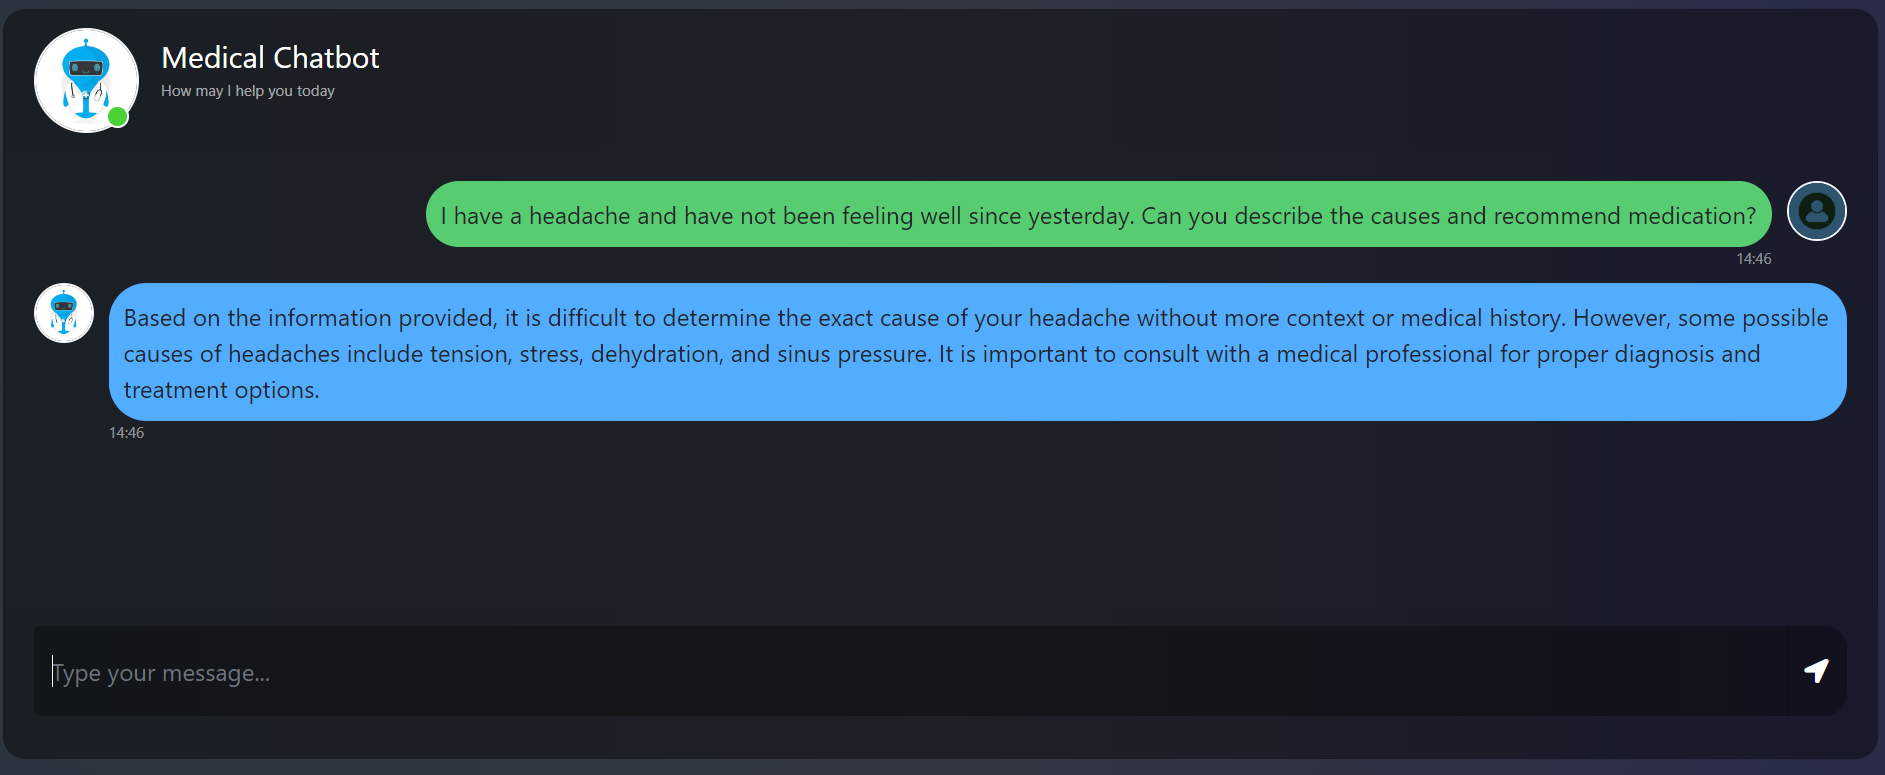 Medical Chatbot
How may I help you today
I have a headache and have not been feeling well since yesterday. Can you describe the causes and recommend medication?
14:46
Based on the information provided, it is difficult to determine the exact cause of your headache without more context or medical history. However, some possible
causes of headaches include tension, stress, dehydration, and sinus pressure. It is important to consult with a medical professional for proper diagnosis and
treatment options.
14:46
Type your message...